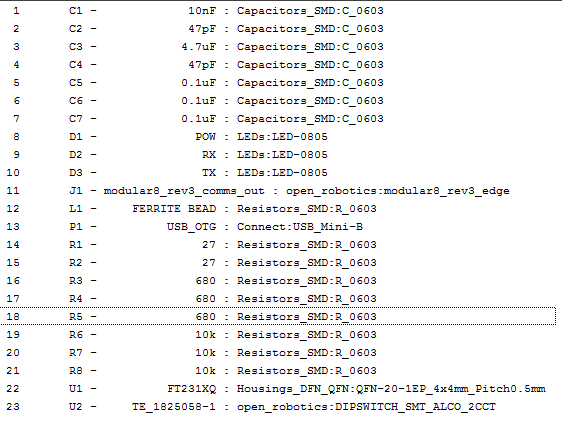 1 C1 - 10nF : Capacitors_SMD:C_0603
2 C2 - 47pF : Capacitors_SMD:C_0603
3 C3 - 4.7uF : Capacitors_SMD:C_0603
4 C4 - 47pF : Capacitors_SMD:C_0603
5 C5 - 0.1uF : Capacitors_SMD:C_0603
6 C6 - 0.1uF : Capacitors_SMD:C_0603
7 C7 - 0.1uF : Capacitors_SMD:C_0603
8 D1 - POW : LEDs:LED-0805
9 D2 - RX : LEDs:LED-0805
10 D3 - TX : LEDs:LED-0805
11 J1 - modular8_rev3_comms_out : open_robotics:modular8_rev3_edge
12 L1 - FERRITE BEAD : Resistors_SMD:R_0603
13 P1 - USB_OTG : Connect:USB_Mini-B
14 R1 - 27 : Resistors_SMD:R_0603
15 R2 - 27 : Resistors_SMD:R_0603
16 R3 - 680 : Resistors_SMD:R_0603
17 R4 - 680 : Resistors_SMD:R_0603
18 R5 - 680 : Resistors_SMD:R_0603
19 R6 - 10k : Resistors_SMD:R_0603
20 R7 - 10k : Resistors_SMD:R_0603
21 R8 - 10k : Resistors_SMD:R_0603
22 U1 - FT231XQ : Housings_DFN_QFN:QFN-20-1EP_4x4mm_Pitch0.5mm
23 U2 - TE_1825058-1 : open_robotics:DIPSWITCH_SMT_ALCO_2CCT